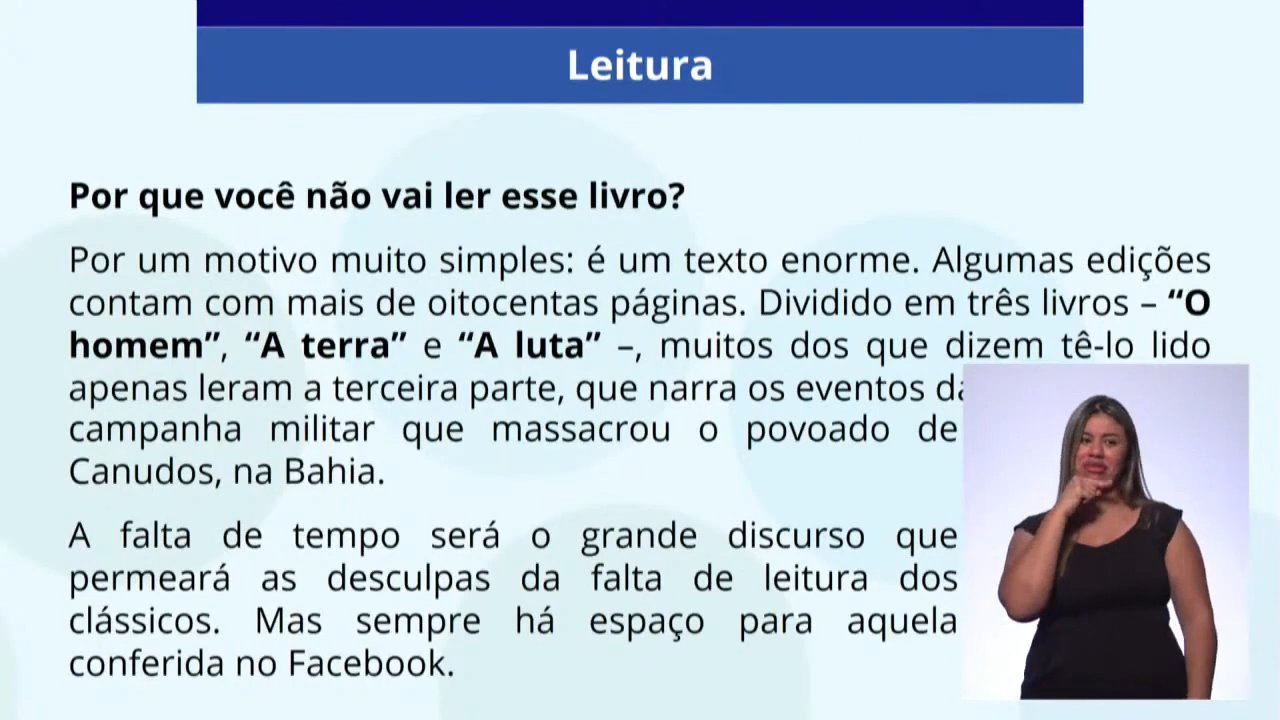 Leitura
Por que você não vai ler esse livro?
Por um motivo muito simples: é um texto enorme. Algumas edições
contam com mais de oitocentas páginas. Dividido em três livros – “O
homem”, “A terra” e “A luta” –, muitos dos que dizem tê-lo lido
apenas leram a terceira parte, que narra os eventos da
campanha militar que massacrou o povoado de
Canudos, na Bahia.
A falta de tempo será o grande discurso que
permeará as desculpas da falta de leitura dos
clássicos. Mas sempre há espaço para aquela
conferida no Facebook.